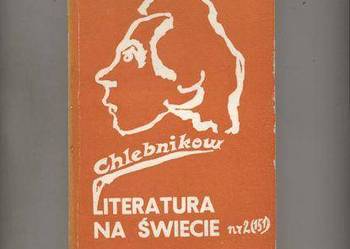 Chlebnikow
LITERATURA
NA ŚWIECIE nr 2 (151)